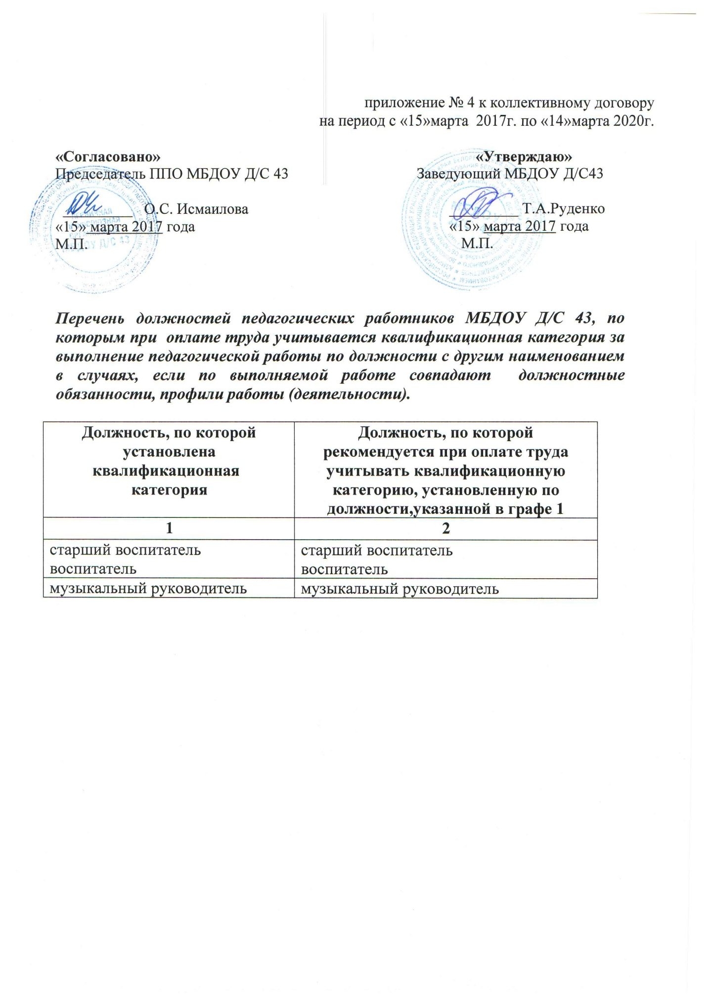 приложение № 4 к коллективному договору
на период с «15»марта 2017г. по «14»марта 2020г.
«Согласовано»
Председатель ППО МБДОУ Д/С 43
__________ О.С. Исмаилова
«15» марта 2017 года
М.П.
«Утверждаю»
Заведующий МБДОУ Д/С43
__________ Т.А.Руденко
«15» марта 2017 года
М.П.
Перечень должностей педагогических работников МБДОУ Д/С 43, по
которым при оплате труда учитывается квалификационная категория за
выполнение педагогической работы по должности с другим наименованием
в случаях, если по выполняемой работе совпадают должностные
обязанности, профили работы (деятельности).
Должность, по которой
установлена
квалификационная
категория
Должность, по которой
рекомендуется при оплате труда
учитывать квалификационную
категорию, установленную по
должности,указанной в графе 1
1
2
старший воспитатель
воспитатель
старший воспитатель
воспитатель
музыкальный руководитель
музыкальный руководитель